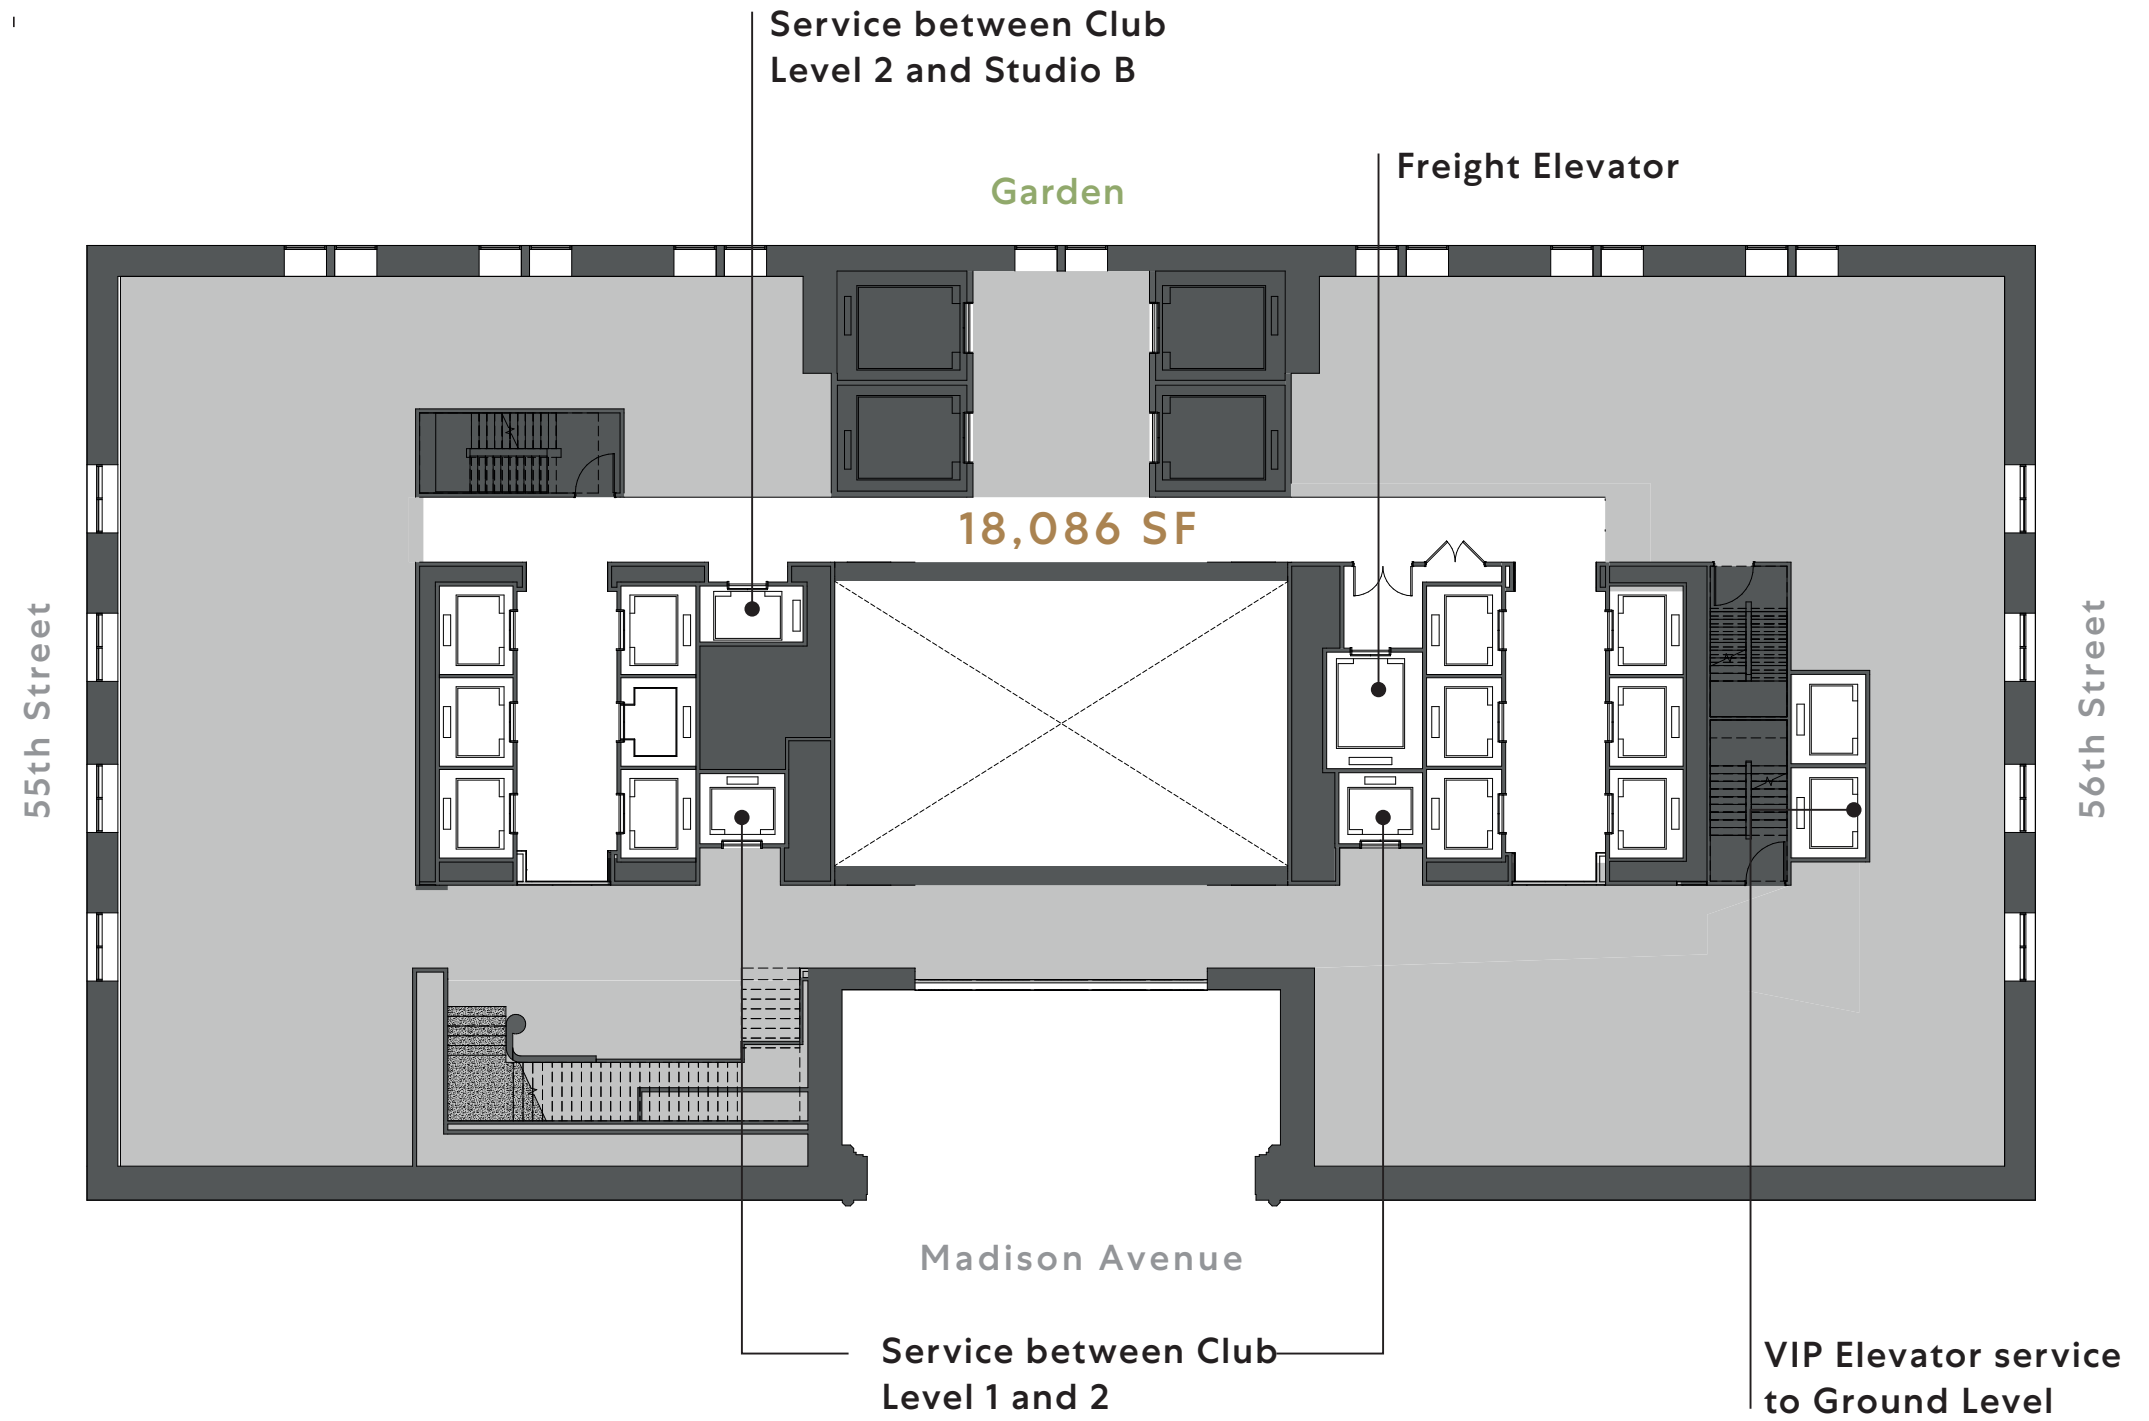 Service between Club
Level 2 and Studio B
Freight Elevator
Garden
18,086 SF
55th Street
56th Street
Madison Avenue
Service between Club
Level 1 and 2
VIP Elevator service
to Ground Level